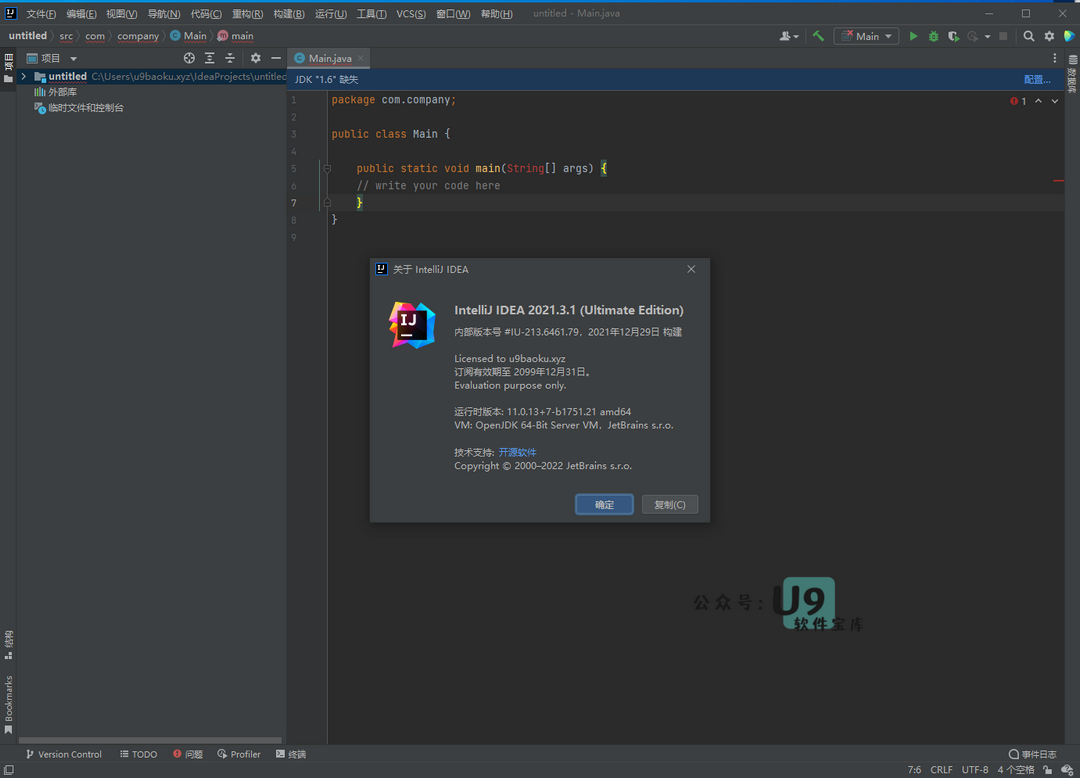 IJ 文件(F) 编辑(E) 视图(V) 导航(N) 代码(C) 重构(R) 构建(B) 运行(U) 工具(T) VCS(S) 窗口(W) 帮助(H) untitled - Main.java
untitled src com company C Main m main Main
项目 项目 Main.java
untitled C:\Users\u9baoku.xyz\IdeaProjects\untitled
外部库
临时文件和控制台
JDK "1.6" 缺失 配置...
数据库
1 package com.company;
1
2
3 public class Main {
4
5 public static void main(String[] args) {
6 // write your code here
7 }
8 }
9
IJ 关于 IntelliJ IDEA
IJ
IntelliJ IDEA 2021.3.1 (Ultimate Edition)
内部版本号 #IU-213.6461.79，2021年12月29日 构建
Licensed to u9baoku.xyz
订阅有效期至 2099年12月31日。
Evaluation purpose only.
运行时版本: 11.0.13+7-b1751.21 amd64
VM: OpenJDK 64-Bit Server VM，JetBrains s.r.o.
技术支持: 开源软件
Copyright © 2000–2022 JetBrains s.r.o.
确定 复制(C)
公众号: U9
软件宝库
结构
Bookmarks
Version Control TODO 问题 Profiler 终端 事件日志
7:6 CRLF UTF-8 4 个空格